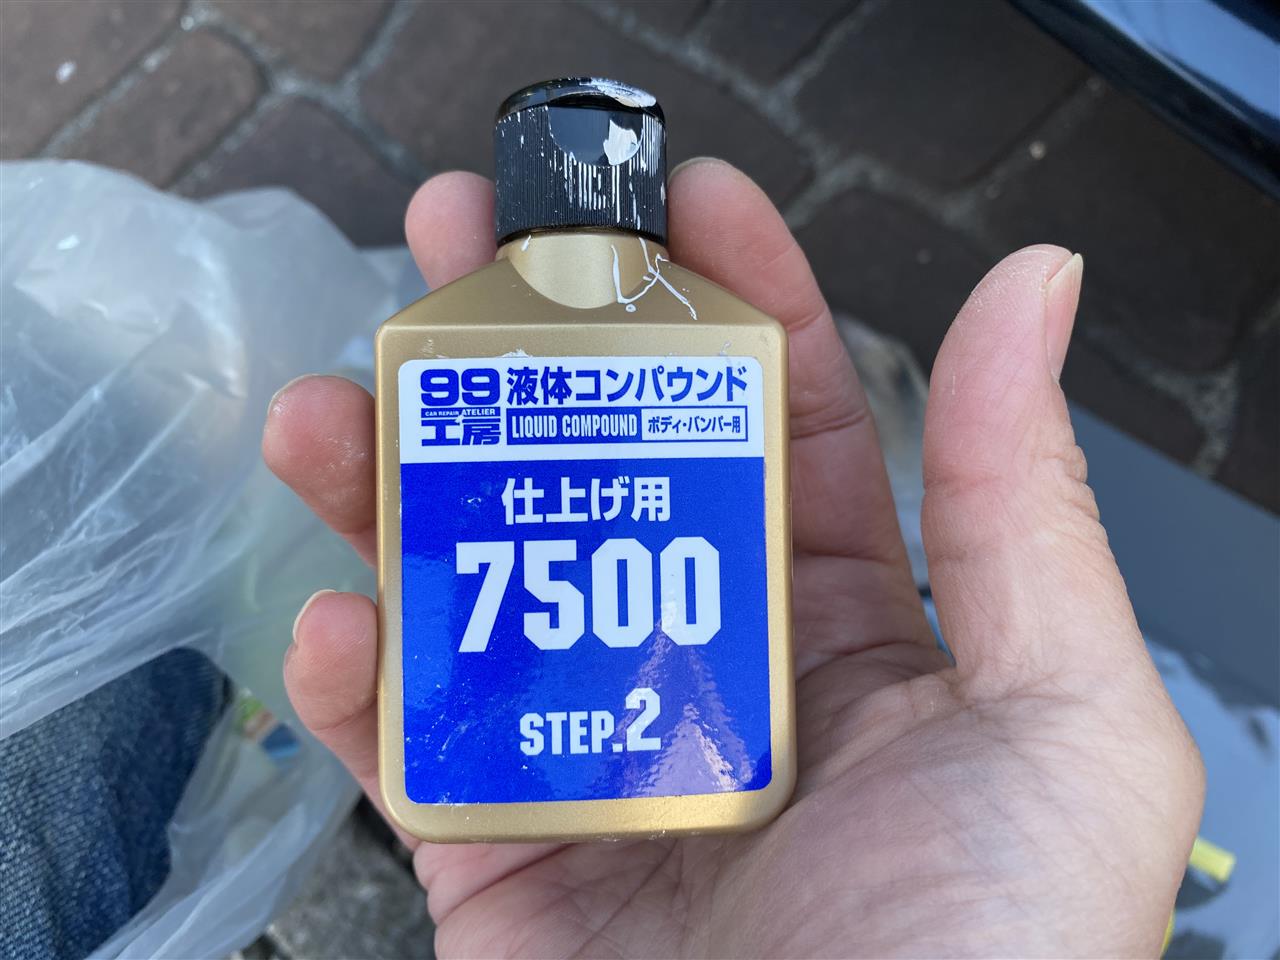 99 液体コンパウンド
CAR REPAIR ATELIER
工房 LIQUID COMPOUND ボディ・バンパー用
仕上げ用
7500
STEP.2